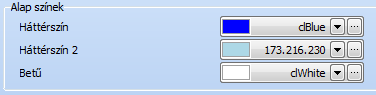 Alap színek
Háttérszín clBlue
Háttérszín 2 173.216.230
Betű clWhite